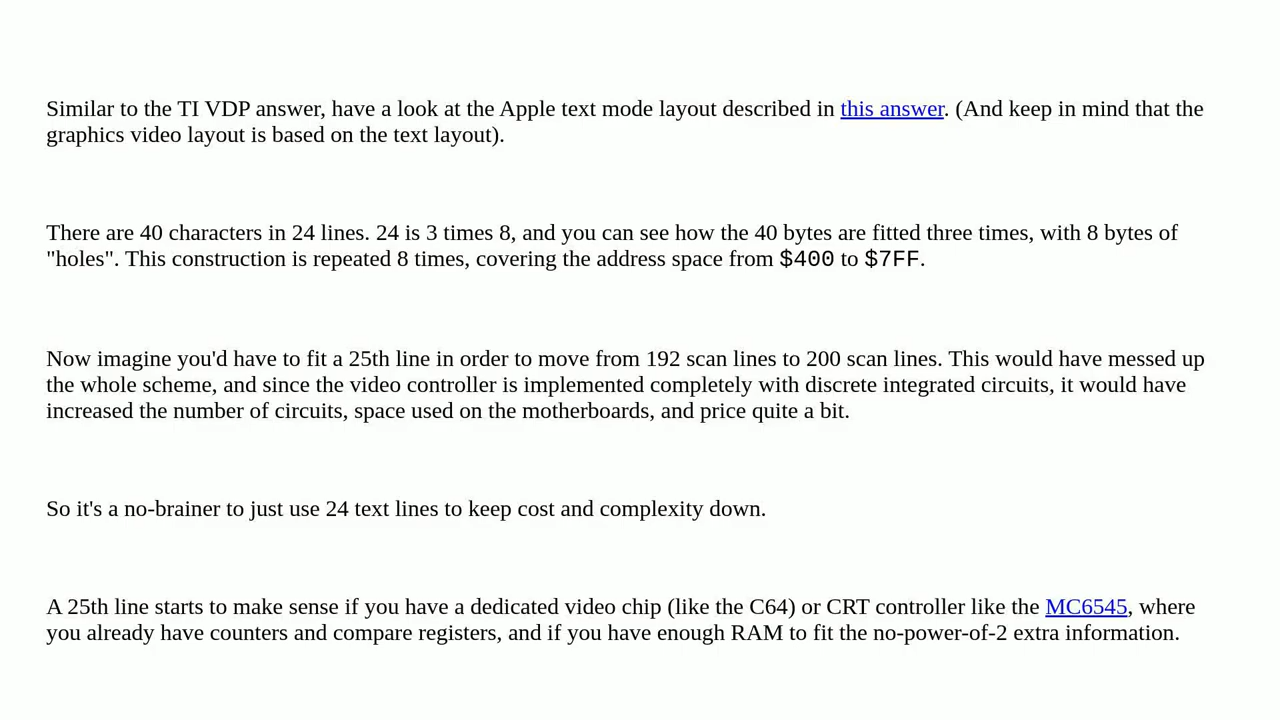 Similar to the TI VDP answer, have a look at the Apple text mode layout described in this answer. (And keep in mind that the
graphics video layout is based on the text layout).
There are 40 characters in 24 lines. 24 is 3 times 8, and you can see how the 40 bytes are fitted three times, with 8 bytes of
"holes". This construction is repeated 8 times, covering the address space from $400 to $7FF.
Now imagine you'd have to fit a 25th line in order to move from 192 scan lines to 200 scan lines. This would have messed up
the whole scheme, and since the video controller is implemented completely with discrete integrated circuits, it would have
increased the number of circuits, space used on the motherboards, and price quite a bit.
So it's a no-brainer to just use 24 text lines to keep cost and complexity down.
A 25th line starts to make sense if you have a dedicated video chip (like the C64) or CRT controller like the MC6545, where
you already have counters and compare registers, and if you have enough RAM to fit the no-power-of-2 extra information.